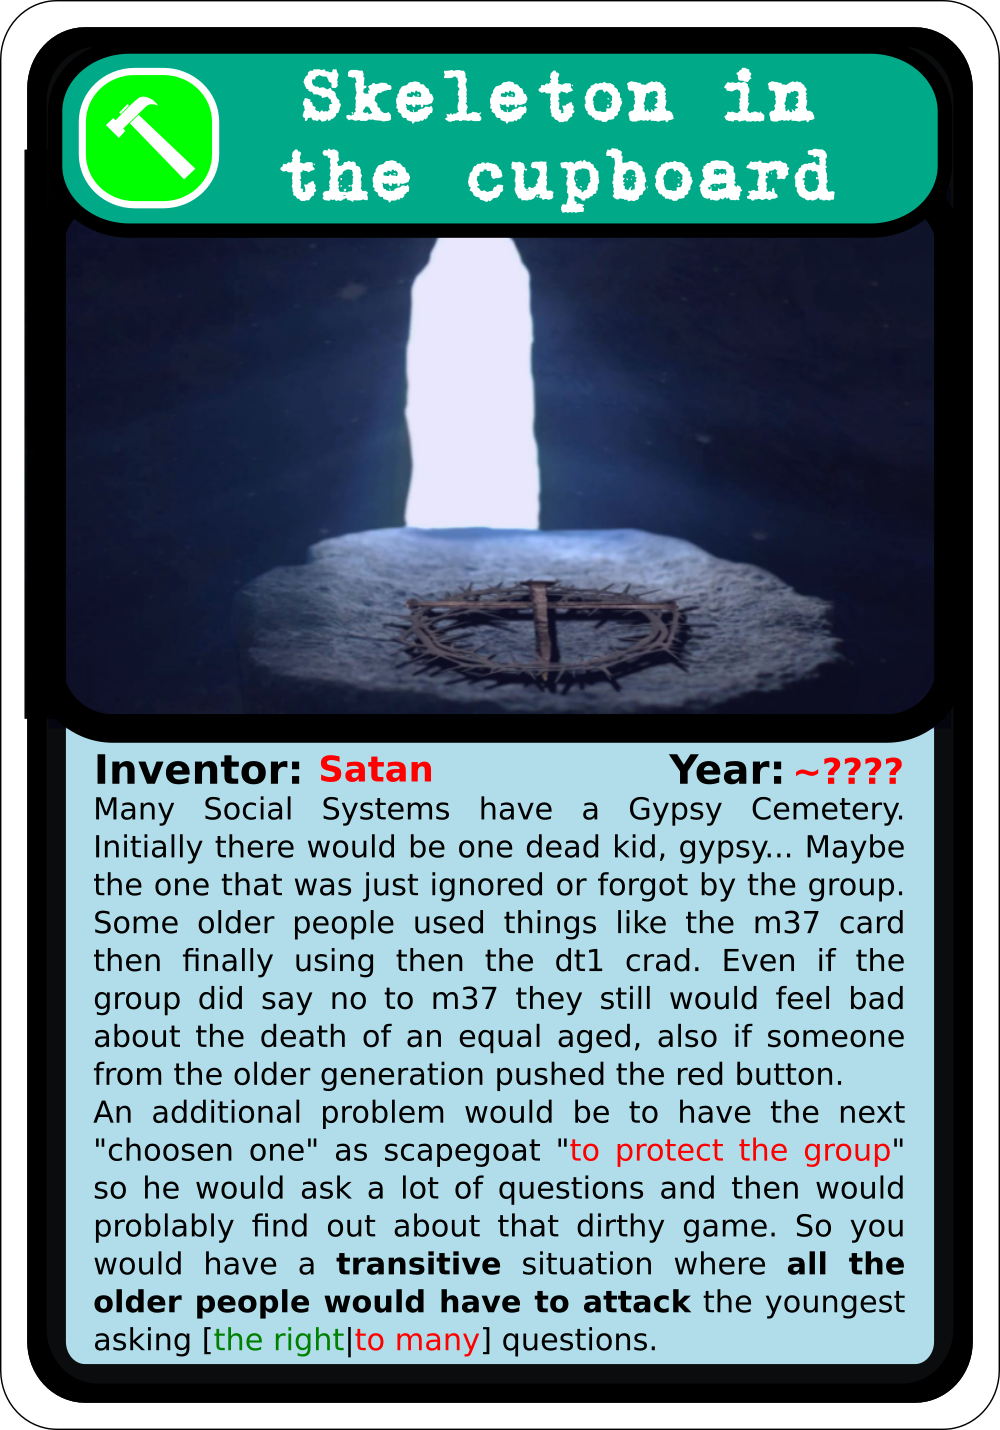 Skeleton in
the cupboard
Inventor: Satan Year: ~????
Many Social Systems have a Gypsy Cemetery.
Initially there would be one dead kid, gypsy... Maybe
the one that was just ignored or forgot by the group.
Some older people used things like the m37 card
then finally using then the dt1 crad. Even if the
group did say no to m37 they still would feel bad
about the death of an equal aged, also if someone
from the older generation pushed the red button.
An additional problem would be to have the next
"choosen one" as scapegoat "to protect the group"
so he would ask a lot of questions and then would
problably find out about that dirthy game. So you
would have a transitive situation where all the
older people would have to attack the youngest
asking [the right|to many] questions.